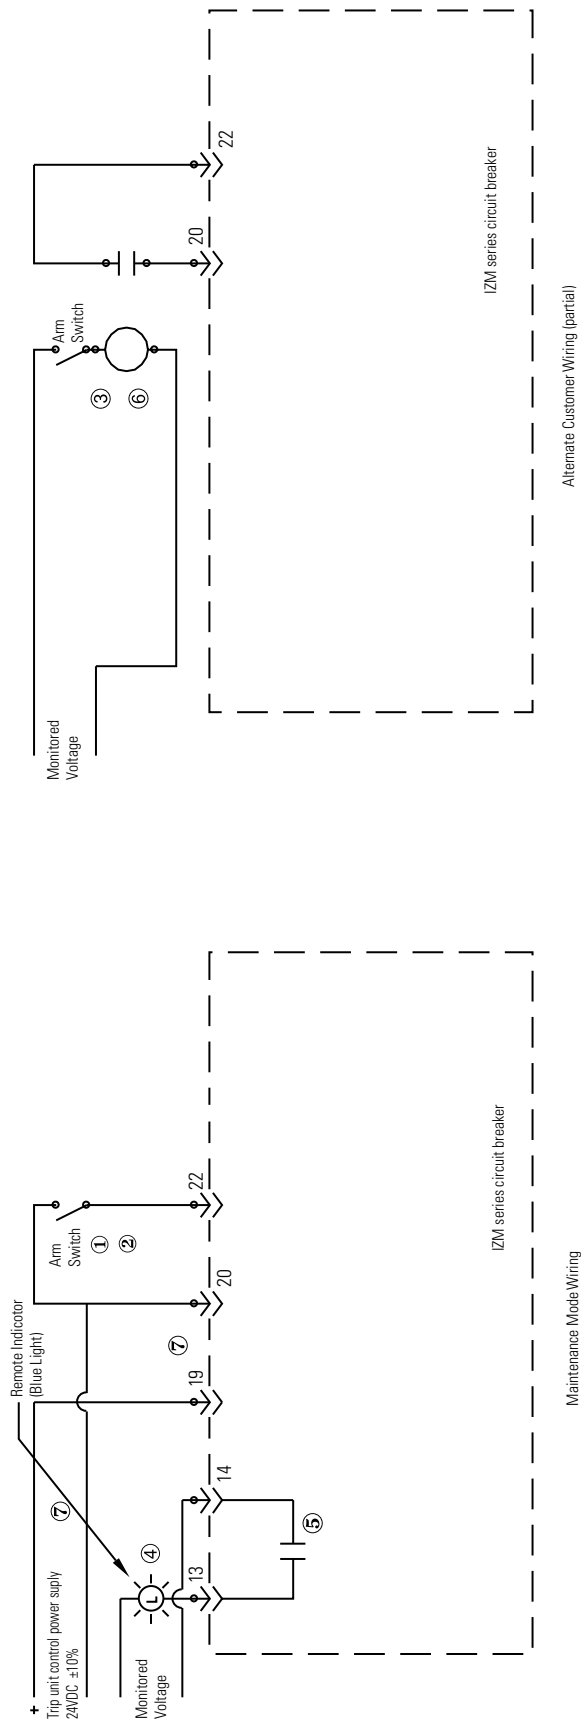 +
Trip unit control power suply
24VDC ±10%
Monitored
Voltage
Remote Indicotor
(Blue Light)
⑦
④
L
Arm
Switch
①
②
⑦
13
14
19
20
22
⑤
IZM series circuit breaker
Maintenance Mode Wiring
Monitored
Voltage
Arm
Switch
③
⑥
20
22
IZM series circuit breaker
Alternate Customer Wiring (partial)